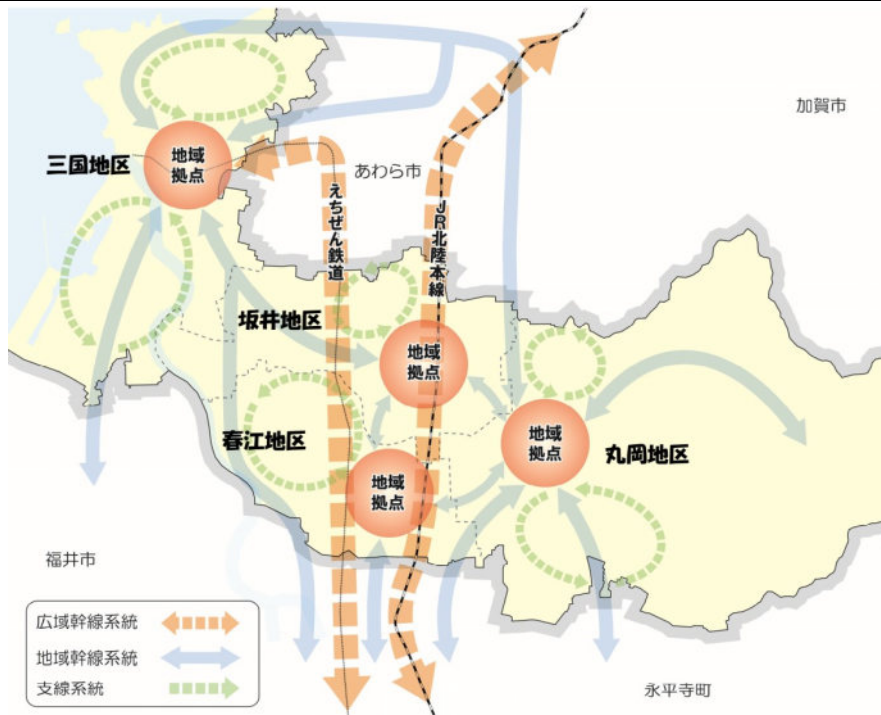 加賀市
三国地区
地域
拠点
あわら市
えちぜん鉄道
JR北陸本線
坂井地区
地域
拠点
春江地区
地域
拠点
丸岡地区
地域
拠点
福井市
広域幹線系統
地域幹線系統
支線系統
永平寺町